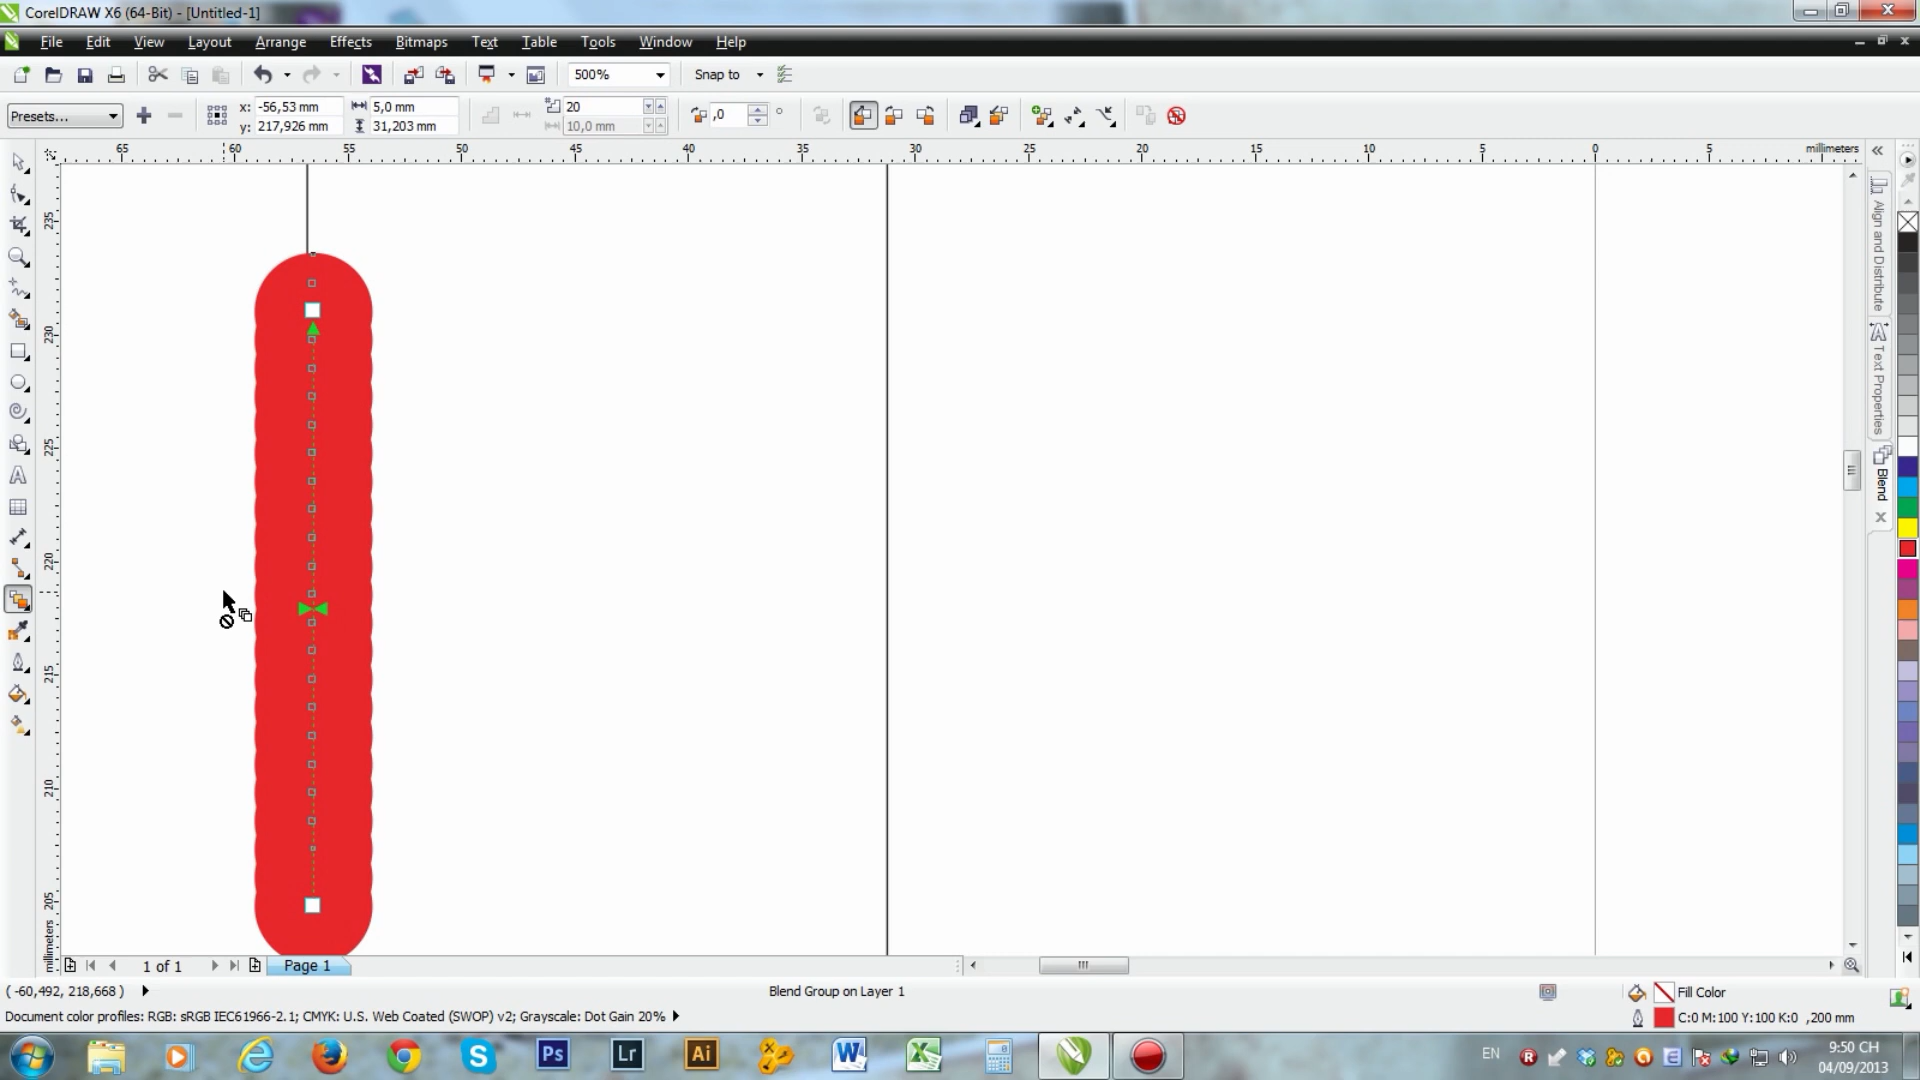 CorelDRAW X6 (64-Bit) - [Untitled-1]
File Edit View Layout Arrange Effects Bitmaps Text Table Tools Window Help
500% Snap to
Presets... x: -56,53 mm 5,0 mm 20 ,0 °
y: 217,926 mm 31,203 mm 10,0 mm
65 60 55 50 45 40 35 30 25 20 15 10 5 0 5 millimeters
235
230
225
220
215
210
205
millimeters
Align and Distribute
Text Properties
Blend
1 of 1 Page 1
( -60,492, 218,668 ) Blend Group on Layer 1 Fill Color
Document color profiles: RGB: sRGB IEC61966-2.1; CMYK: U.S. Web Coated (SWOP) v2; Grayscale: Dot Gain 20% C:0 M:100 Y:100 K:0 ,200 mm
Ps Lr Ai EN 9:50 CH
04/09/2013